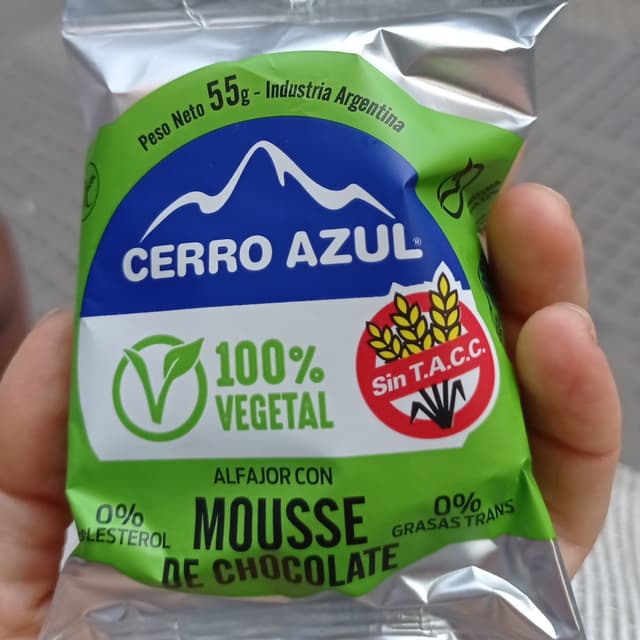 Peso Neto 55g - Industria Argentina
CERRO AZUL®
100%
VEGETAL
Sin T.A.C.C.
ALFAJOR CON
MOUSSE
DE CHOCOLATE
0%
OLESTEROL
0%
GRASAS TRANS